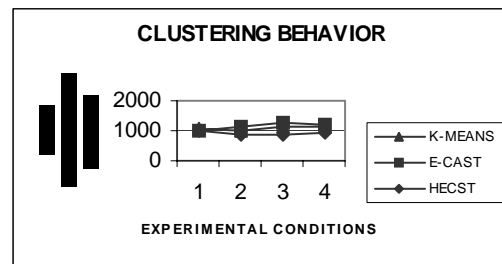 CLUSTERING BEHAVIOR
2000
1000
0
1 2 3 4
EXPERIMENTAL CONDITIONS
K-MEANS
E-CAST
HECST